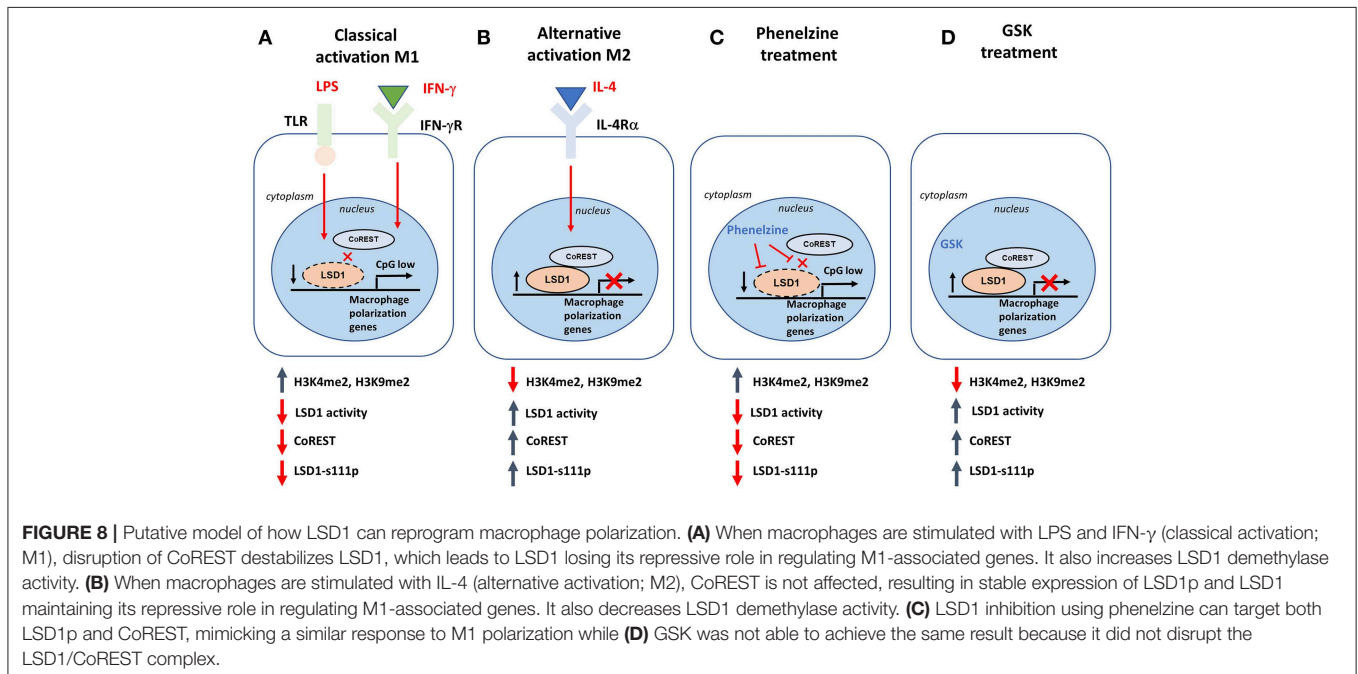 A
Classical
activation M1
LPS
IFN-γ
TLR
IFN-γR
cytoplasm
nucleus
CoREST
LSD1
CpG low
Macrophage
polarization
genes
H3K4me2, H3K9me2
LSD1 activity
CoREST
LSD1-s111p
B
Alternative
activation M2
IL-4
IL-4Rα
nucleus
CoREST
LSD1
Macrophage
polarization
genes
H3K4me2, H3K9me2
LSD1 activity
CoREST
LSD1-s111p
C
Phenelzine
treatment
cytoplasm
nucleus
Phenelzine
CoREST
LSD1
CpG low
Macrophage
polarization
genes
H3K4me2, H3K9me2
LSD1 activity
CoREST
LSD1-s111p
D
GSK
treatment
cytoplasm
nucleus
GSK
CoREST
LSD1
Macrophage
polarization
genes
H3K4me2, H3K9me2
LSD1 activity
CoREST
LSD1-s111p
FIGURE 8 | Putative model of how LSD1 can reprogram macrophage polarization. (A) When macrophages are stimulated with LPS and IFN-γ (classical activation;
M1), disruption of CoREST destabilizes LSD1, which leads to LSD1 losing its repressive role in regulating M1-associated genes. It also increases LSD1 demethylase
activity. (B) When macrophages are stimulated with IL-4 (alternative activation; M2), CoREST is not affected, resulting in stable expression of LSD1p and LSD1
maintaining its repressive role in regulating M1-associated genes. It also decreases LSD1 demethylase activity. (C) LSD1 inhibition using phenelzine can target both
LSD1p and CoREST, mimicking a similar response to M1 polarization while (D) GSK was not able to achieve the same result because it did not disrupt the
LSD1/CoREST complex.